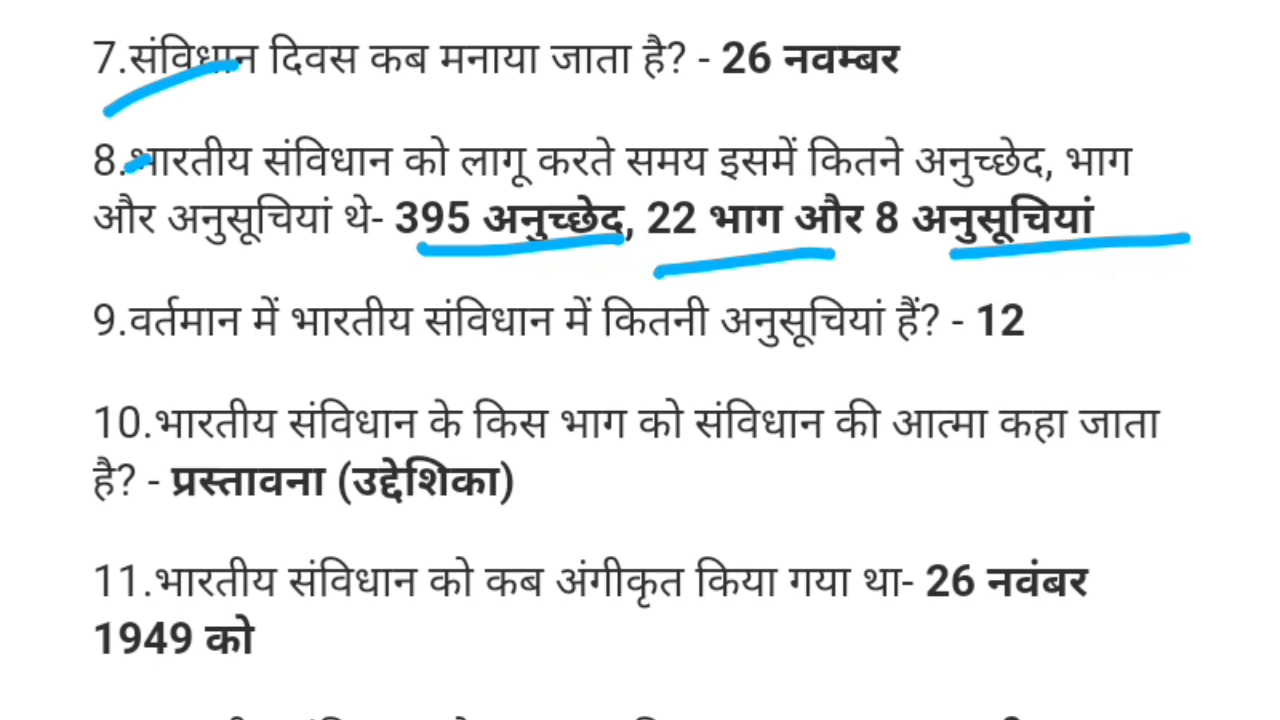 7.संविधान दिवस कब मनाया जाता है? - 26 नवम्बर
8.भारतीय संविधान को लागू करते समय इसमें कितने अनुच्छेद, भाग
और अनुसूचियां थे- 395 अनुच्छेद, 22 भाग और 8 अनुसूचियां
9.वर्तमान में भारतीय संविधान में कितनी अनुसूचियां हैं? - 12
10.भारतीय संविधान के किस भाग को संविधान की आत्मा कहा जाता
है? - प्रस्तावना (उद्देशिका)
11.भारतीय संविधान को कब अंगीकृत किया गया था- 26 नवंबर
1949 को